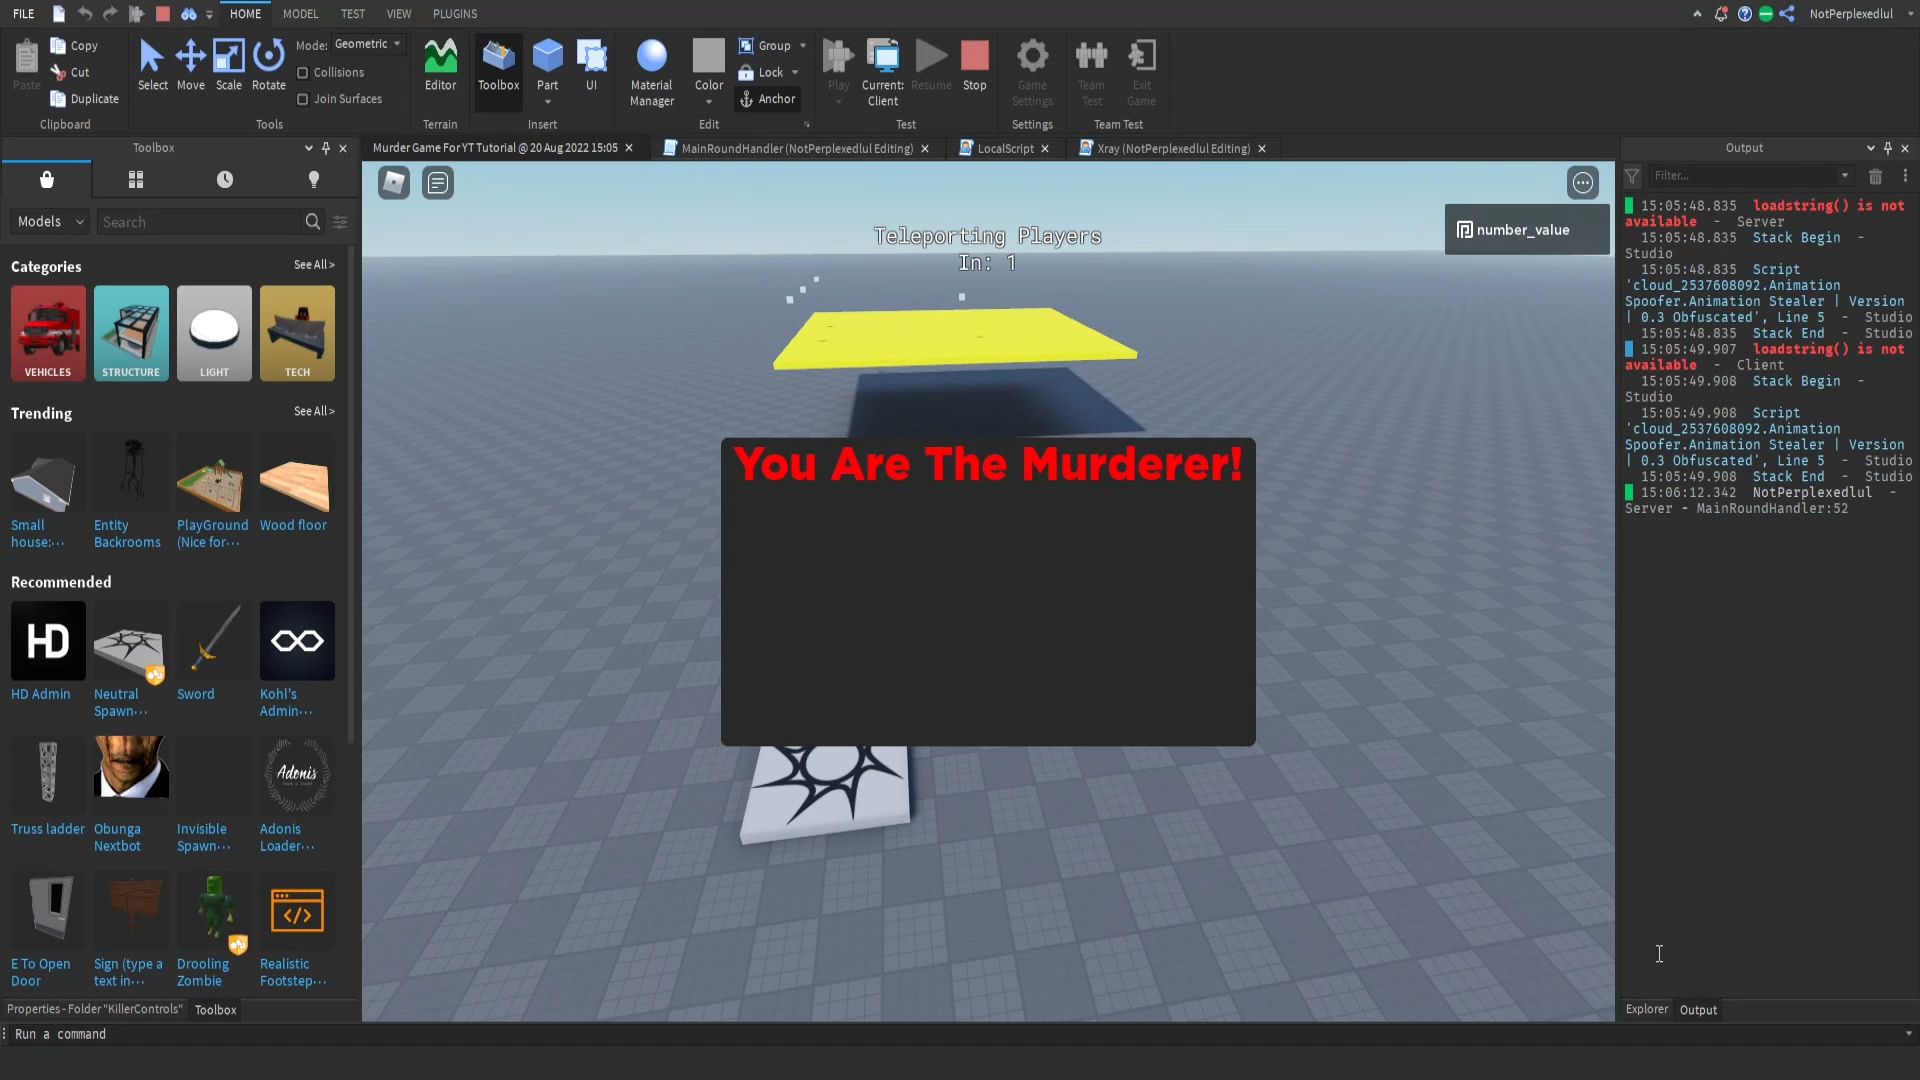 FILE HOME MODEL TEST VIEW PLUGINS NotPerplexedlul
Paste Copy Cut Duplicate Clipboard
Select Move Scale Rotate Mode: Geometric Collisions Join Surfaces Tools
Editor Terrain
Toolbox Part UI Insert
Material Manager Color Group Lock Anchor Edit
Play Current: Client Resume Stop Test
Game Settings Settings
Team Test Exit Game Team Test
Toolbox
Murder Game For YT Tutorial @ 20 Aug 2022 15:05
MainRoundHandler (NotPerplexedlul Editing)
LocalScript
Xray (NotPerplexedlul Editing)
Output
Models Search
Categories See All >
VEHICLES STRUCTURE LIGHT TECH
Trending See All >
Small house:...
Entity Backrooms
PlayGround (Nice for...
Wood floor
Recommended
HD
HD Admin
Neutral Spawn...
Sword
Kohl's Admin...
Adonis
Truss ladder
Obunga Nextbot
Invisible Spawn...
Adonis Loader...
E To Open Door
Sign (type a text in...
Drooling Zombie
Realistic Footstep...
Properties - Folder "KillerControls" Toolbox
Run a command
Teleporting Players
In: 1
number_value
You Are The Murderer!
Filter...
15:05:48.835 loadstring() is not
available - Server
15:05:48.835 Stack Begin -
Studio
15:05:48.835 Script
'cloud_2537608092.Animation
Spoofer.Animation Stealer | Version
| 0.3 Obfuscated', Line 5 - Studio
15:05:48.835 Stack End - Studio
15:05:49.907 loadstring() is not
available - Client
15:05:49.908 Stack Begin -
Studio
15:05:49.908 Script
'cloud_2537608092.Animation
Spoofer.Animation Stealer | Version
| 0.3 Obfuscated', Line 5 - Studio
15:05:49.908 Stack End - Studio
15:06:12.342 NotPerplexedlul -
Server - MainRoundHandler:52
Explorer Output